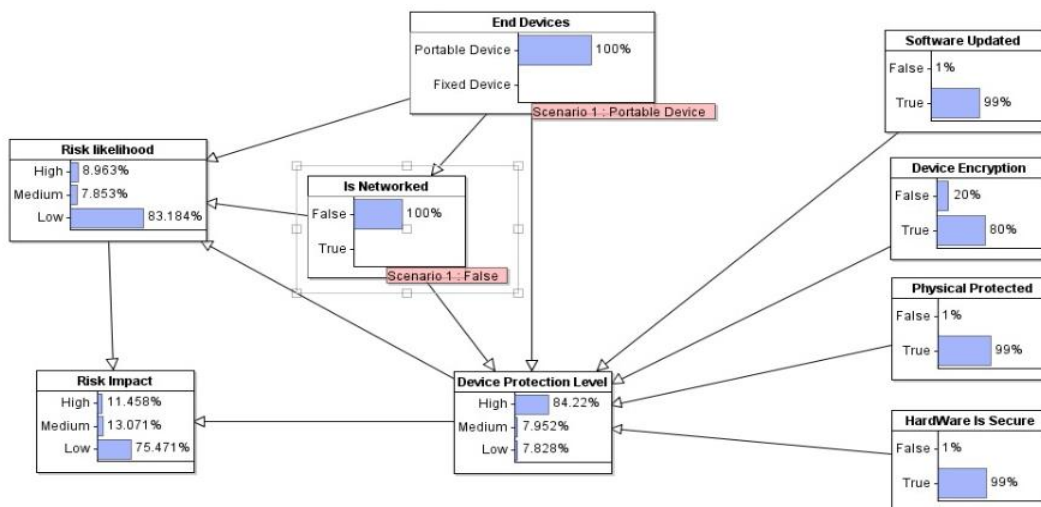 End Devices
Portable Device 100%
Fixed Device
Scenario 1 : Portable Device
Software Updated
False 1%
True 99%
Risk likelihood
High 8.963%
Medium 7.853%
Low 83.184%
Is Networked
False 100%
True
Scenario 1 : False
Device Encryption
False 20%
True 80%
Physical Protected
False 1%
True 99%
Risk Impact
High 11.458%
Medium 13.071%
Low 75.471%
Device Protection Level
High 84.22%
Medium 7.952%
Low 7.828%
HardWare Is Secure
False 1%
True 99%